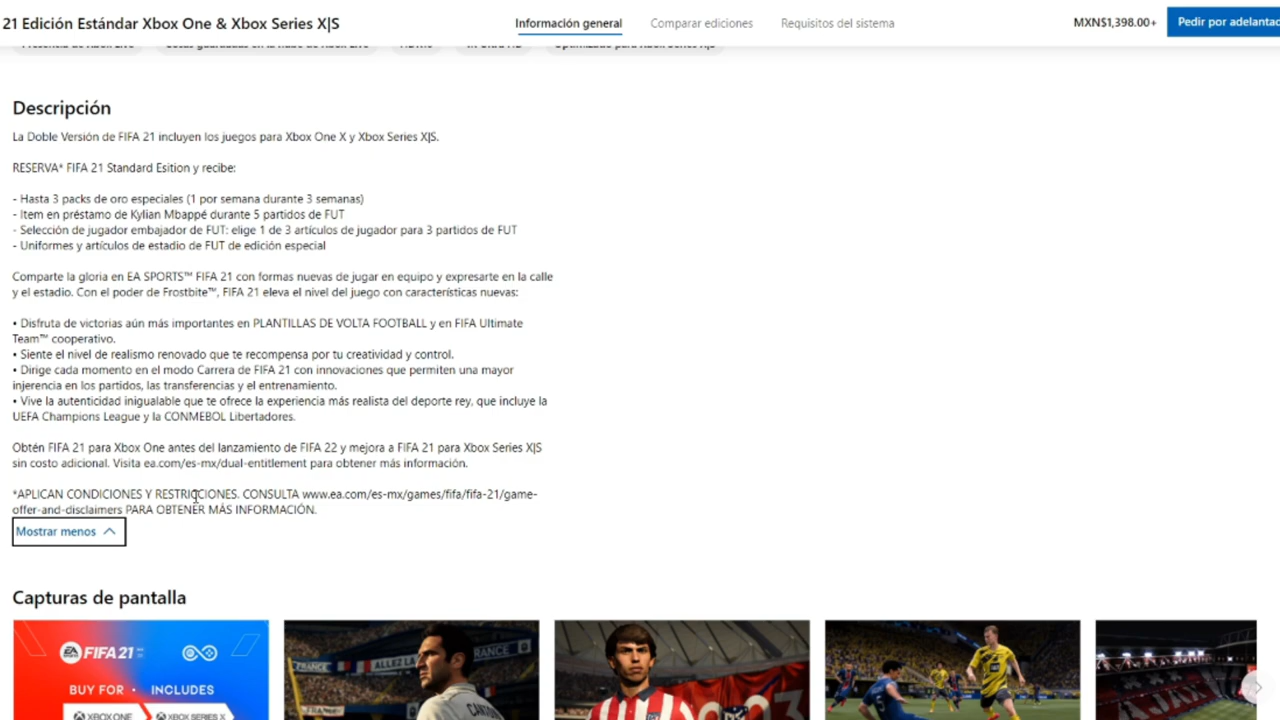 21 Edición Estándar Xbox One & Xbox Series X|S
Información general
Comparar ediciones
Requisitos del sistema
MXN$1,398.00+
Pedir por adelantac
Descripción
La Doble Versión de FIFA 21 incluyen los juegos para Xbox One X y Xbox Series X|S.
RESERVA* FIFA 21 Standard Esition y recibe:
- Hasta 3 packs de oro especiales (1 por semana durante 3 semanas)
- Item en préstamo de Kylian Mbappé durante 5 partidos de FUT
- Selección de jugador embajador de FUT: elige 1 de 3 artículos de jugador para 3 partidos de FUT
- Uniformes y artículos de estadio de FUT de edición especial
Comparte la gloria en EA SPORTS™ FIFA 21 con formas nuevas de jugar en equipo y expresarte en la calle
y el estadio. Con el poder de Frostbite™, FIFA 21 eleva el nivel del juego con características nuevas:
• Disfruta de victorias aún más importantes en PLANTILLAS DE VOLTA FOOTBALL y en FIFA Ultimate
Team™ cooperativo.
• Siente el nivel de realismo renovado que te recompensa por tu creatividad y control.
• Dirige cada momento en el modo Carrera de FIFA 21 con innovaciones que permiten una mayor
injerencia en los partidos, las transferencias y el entrenamiento.
• Vive la autenticidad inigualable que te ofrece la experiencia más realista del deporte rey, que incluye la
UEFA Champions League y la CONMEBOL Libertadores.
Obtén FIFA 21 para Xbox One antes del lanzamiento de FIFA 22 y mejora a FIFA 21 para Xbox Series X|S
sin costo adicional. Visita ea.com/es-mx/dual-entitlement para obtener más información.
*APLICAN CONDICIONES Y RESTRICCIONES. CONSULTA www.ea.com/es-mx/games/fifa/fifa-21/game-
offer-and-disclaimers PARA OBTENER MÁS INFORMACIÓN.
Mostrar menos
Capturas de pantalla
EA SPORTS FIFA 21
BUY FOR • INCLUDES
XBOX ONE XBOX SERIES X
FRANCE ALLEZ LA FRANCE